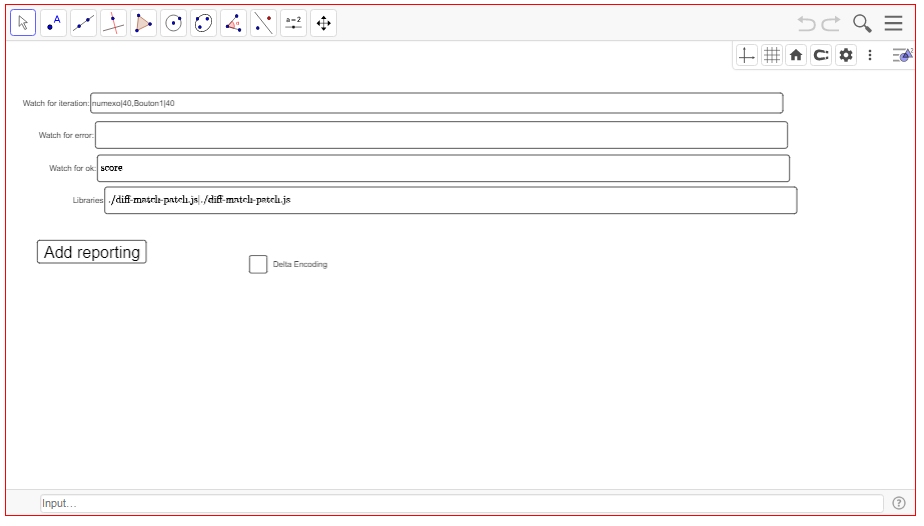 A
a=2
Watch for iteration: numexo|40,Bouton1|40
Watch for error:
Watch for ok: score
Libraries ./diff-match-patch.js|./diff-match-patch.js
Add reporting
Delta Encoding
Input…
?